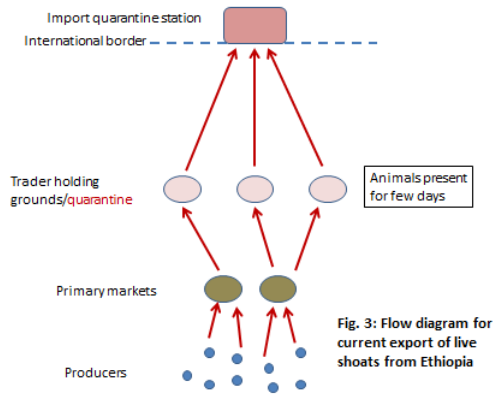 Import quarantine station
International border
Trader holding
grounds/quarantine
Animals present
for few days
Primary markets
Fig. 3: Flow diagram for
current export of live
shoats from Ethiopia
Producers